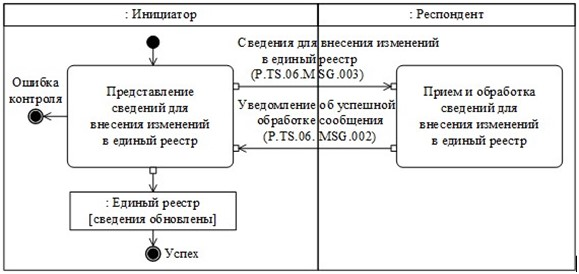 : Инициатор
: Респондент
Сведения для внесения изменений
в единый реестр
(P.TS.06.MSG.003)
Ошибка
контроля
Представление
сведений для
внесения изменений
в единый реестр
Уведомление об успешной
обработке сообщения
(P.TS.06.MSG.002)
Прием и обработка
сведений для
внесения изменений
в единый реестр
: Единый реестр
[сведения обновлены]
Успех